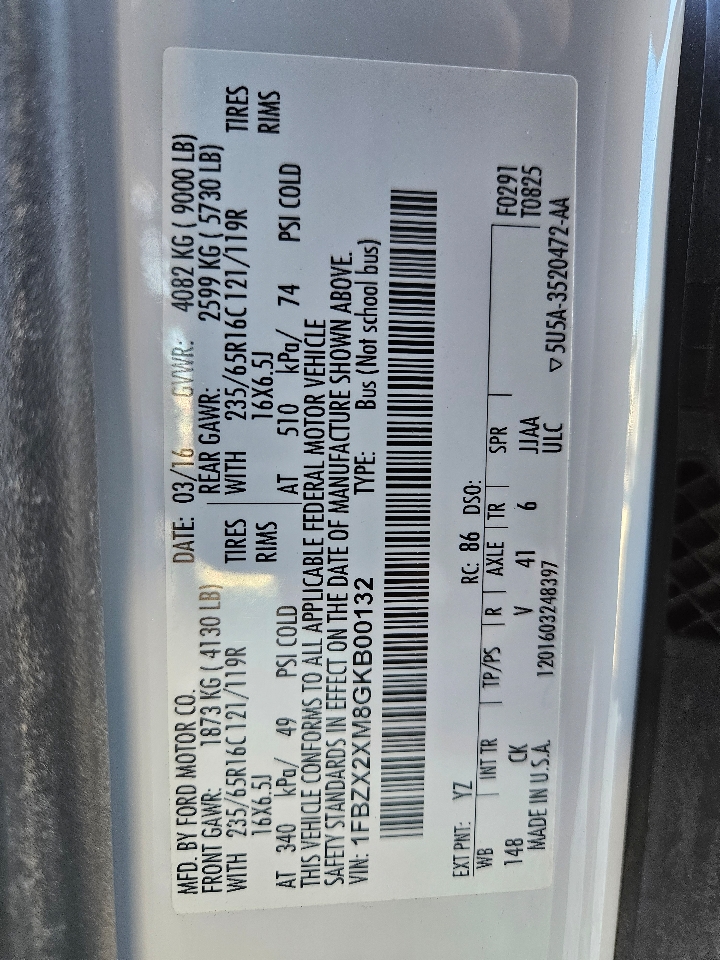 MFD. BY FORD MOTOR CO. DATE: 03/16 GVWR: 4082 KG ( 9000 LB)
FRONT GAWR: 1873 KG ( 4130 LB) REAR GAWR: 2599 KG ( 5730 LB)
WITH 235/65R16C 121/119R TIRES WITH 235/65R16C 121/119R TIRES
16X6.5J RIMS 16X6.5J RIMS
AT 340 kPa/ 49 PSI COLD AT 510 kPa/ 74 PSI COLD
THIS VEHICLE CONFORMS TO ALL APPLICABLE FEDERAL MOTOR VEHICLE
SAFETY STANDARDS IN EFFECT ON THE DATE OF MANUFACTURE SHOWN ABOVE.
VIN: 1FBZX2XM8GKB00132 TYPE: Bus (Not school bus)
EXT PNT: YZ RC: 86 DSO:
WB INT TR TP/PS R AXLE TR SPR F0291
148 CK V 41 6 JJAA T0825
MADE IN U.S.A. 1201603248397 ULC ▽ 5U5A-3520472-AA